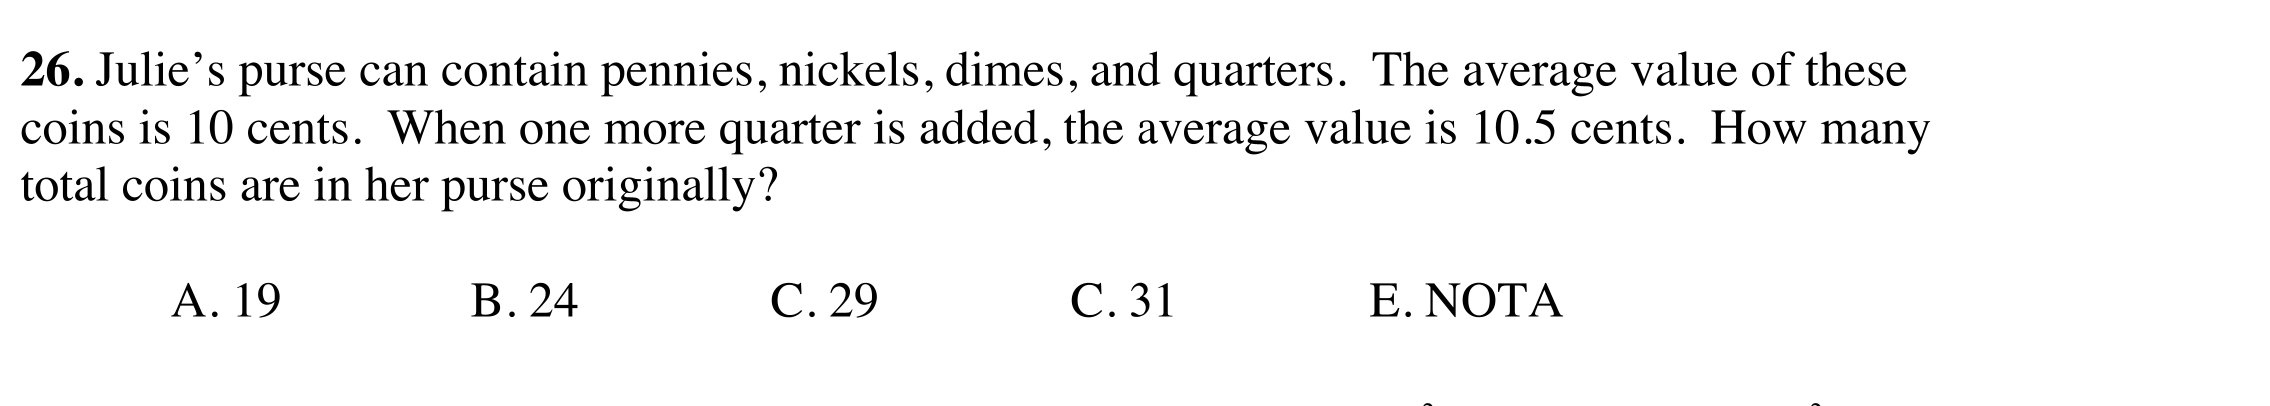 26. Julie’s purse can contain pennies, nickels, dimes, and quarters.  The average value of these
coins is 10 cents.  When one more quarter is added, the average value is 10.5 cents.  How many
total coins are in her purse originally?
A. 19 B. 24 C. 29 C. 31 E. NOTA